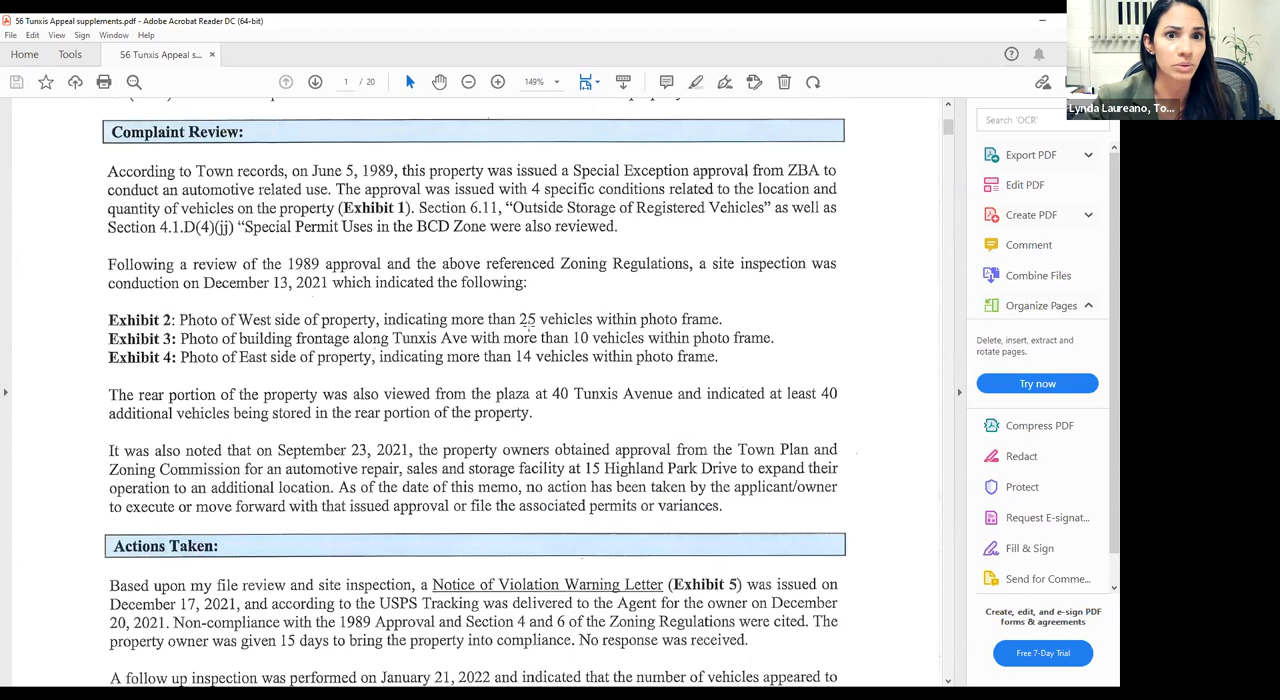 56 Tunxis Appeal supplements.pdf - Adobe Acrobat Reader DC (64-bit)
File Edit View Sign Window Help
Home Tools 56 Tunxis Appeal s... ×
1 / 20 149%
Lynda Laureano, To...
Complaint Review:
According to Town records, on June 5, 1989, this property was issued a Special Exception approval from ZBA to
conduct an automotive related use. The approval was issued with 4 specific conditions related to the location and
quantity of vehicles on the property (Exhibit 1). Section 6.11, “Outside Storage of Registered Vehicles” as well as
Section 4.1.D(4)(jj) “Special Permit Uses in the BCD Zone were also reviewed.
Following a review of the 1989 approval and the above referenced Zoning Regulations, a site inspection was
conduction on December 13, 2021 which indicated the following:
Exhibit 2: Photo of West side of property, indicating more than 25 vehicles within photo frame.
Exhibit 3: Photo of building frontage along Tunxis Ave with more than 10 vehicles within photo frame.
Exhibit 4: Photo of East side of property, indicating more than 14 vehicles within photo frame.
The rear portion of the property was also viewed from the plaza at 40 Tunxis Avenue and indicated at least 40
additional vehicles being stored in the rear portion of the property.
It was also noted that on September 23, 2021, the property owners obtained approval from the Town Plan and
Zoning Commission for an automotive repair, sales and storage facility at 15 Highland Park Drive to expand their
operation to an additional location. As of the date of this memo, no action has been taken by the applicant/owner
to execute or move forward with that issued approval or file the associated permits or variances.
Actions Taken:
Based upon my file review and site inspection, a Notice of Violation Warning Letter (Exhibit 5) was issued on
December 17, 2021, and according to the USPS Tracking was delivered to the Agent for the owner on December
20, 2021. Non-compliance with the 1989 Approval and Section 4 and 6 of the Zoning Regulations were cited. The
property owner was given 15 days to bring the property into compliance. No response was received.
A follow up inspection was performed on January 21, 2022 and indicated that the number of vehicles appeared to
Search 'OCR'
Export PDF
Edit PDF
Create PDF
Comment
Combine Files
Organize Pages
Delete, insert, extract and
rotate pages.
Try now
Compress PDF
Redact
Protect
Request E-signat...
Fill & Sign
Send for Comme...
Create, edit, and e-sign PDF
forms & agreements
Free 7-Day Trial